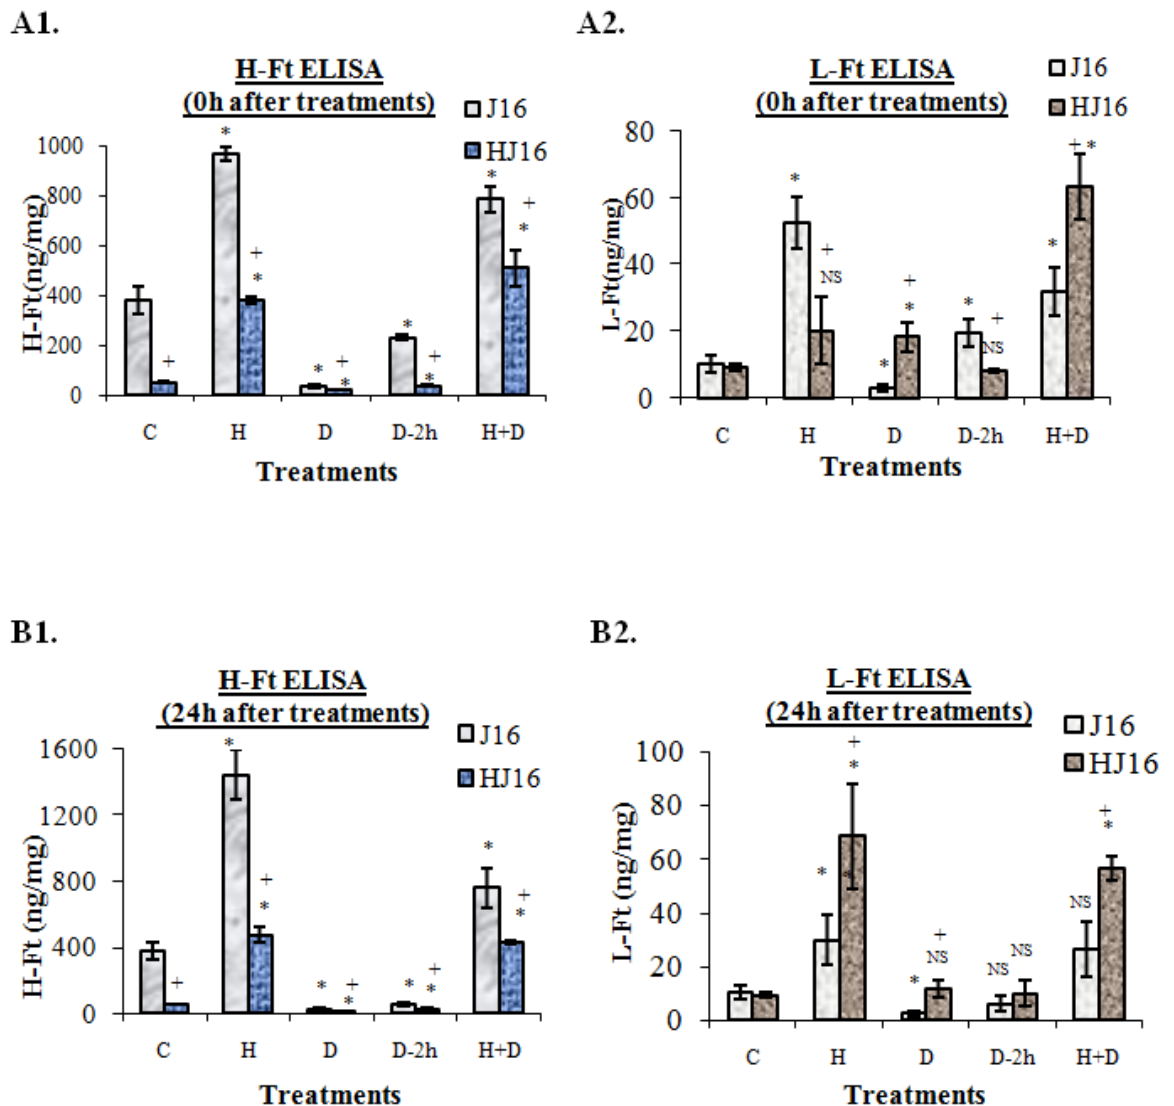 A1.
H-Ft ELISA
(0h after treatments)
J16
HJ16
H-Ft(ng/mg)
1000
800
600
400
200
0
*
+
+
*
*
+
*
*
+
*
*
+
*
C
H
D
D-2h
H+D
Treatments
A2.
L-Ft ELISA
(0h after treatments)
J16
HJ16
L-Ft(ng/mg)
80
60
40
20
0
*
+
NS
*
+
*
*
+
NS
*
+ *
C
H
D
D-2h
H+D
Treatments
B1.
H-Ft ELISA
(24h after treatments)
J16
HJ16
H-Ft (ng/mg)
1600
1200
800
400
0
+
*
+
*
*
+
*
*
+
*
*
+
*
C
H
D
D-2h
H+D
Treatments
B2.
L-Ft ELISA
(24h after treatments)
J16
HJ16
L-Ft (ng/mg)
100
80
60
40
20
0
*
+
*
*
*
+
NS
NS
NS
NS
+
*
C
H
D
D-2h
H+D
Treatments